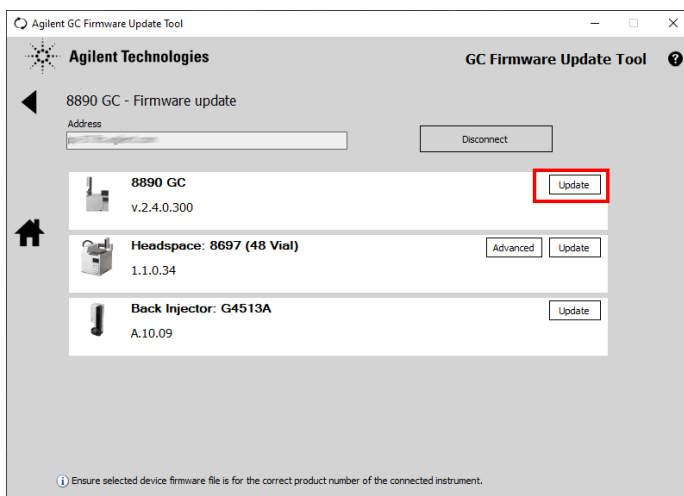 Agilent GC Firmware Update Tool
Agilent Technologies
GC Firmware Update Tool
8890 GC - Firmware update
Address
Disconnect
8890 GC
Update
v.2.4.0.300
Headspace: 8697 (48 Vial)
Advanced
Update
1.1.0.34
Back Injector: G4513A
Update
A.10.09
Ensure selected device firmware file is for the correct product number of the connected instrument.